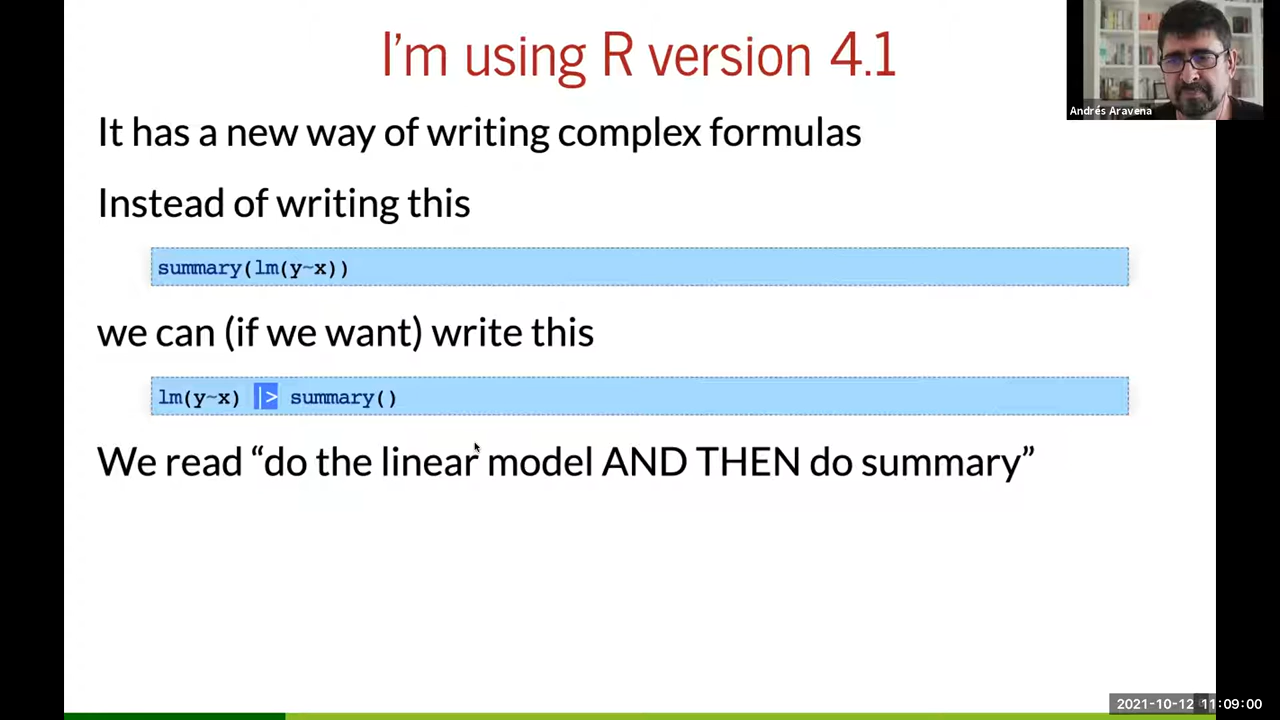 I'm using R version 4.1
Andrés Aravena
It has a new way of writing complex formulas
Instead of writing this
summary(lm(y~x))
we can (if we want) write this
lm(y~x) |> summary()
We read “do the linear model AND THEN do summary”
2021-10-12 11:09:00